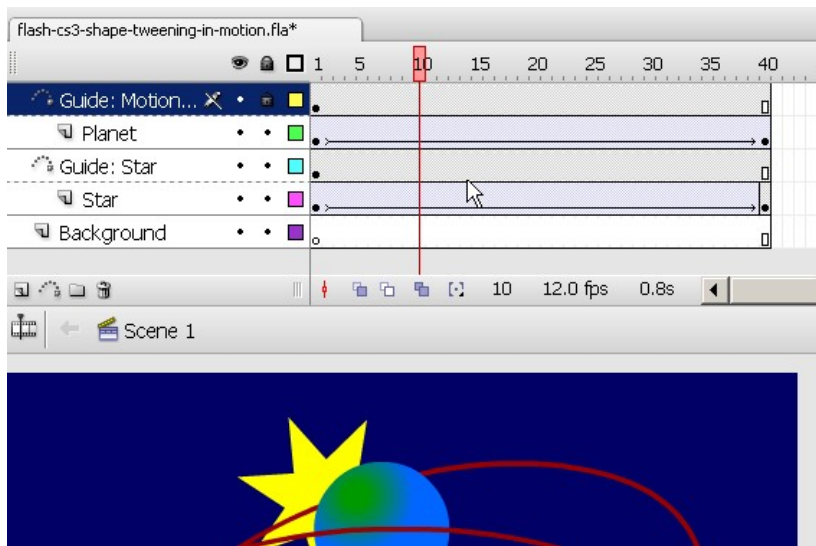 flash-cs3-shape-tweening-in-motion.fla*
1 5 10 15 20 25 30 35 40
Guide: Motion...
Planet
Guide: Star
Star
Background
10 12.0 fps 0.8s
Scene 1